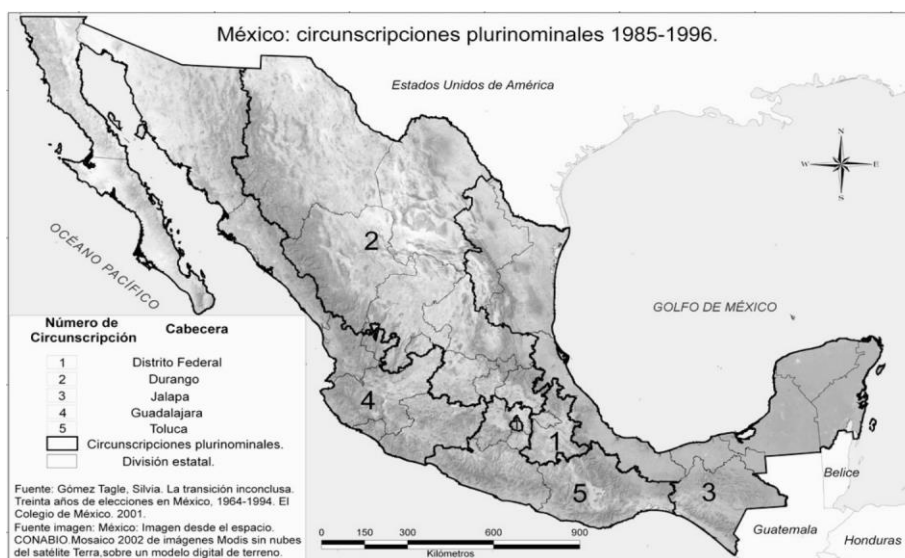 México: circunscripciones plurinominales 1985-1996.
Estados Unidos de América
N
W E
S
OCÉANO PACÍFICO
2
GOLFO DE MÉXICO
Número de Circunscripción Cabecera
1 Distrito Federal
2 Durango
3 Jalapa
4 Guadalajara
5 Toluca
Circunscripciones plurinominales.
División estatal.
4
1
1
5
3
Belice
Guatemala
Honduras
Fuente: Gómez Tagle, Silvia. La transición inconclusa.
Treinta años de elecciones en México, 1964-1994. El
Colegio de México. 2001.
Fuente imagen: México: Imagen desde el espacio.
CONABIO.Mosaico 2002 de imágenes Modis sin nubes
del satélite Terra,sobre un modelo digital de terreno.
0 150 300 600 900
Kilómetros